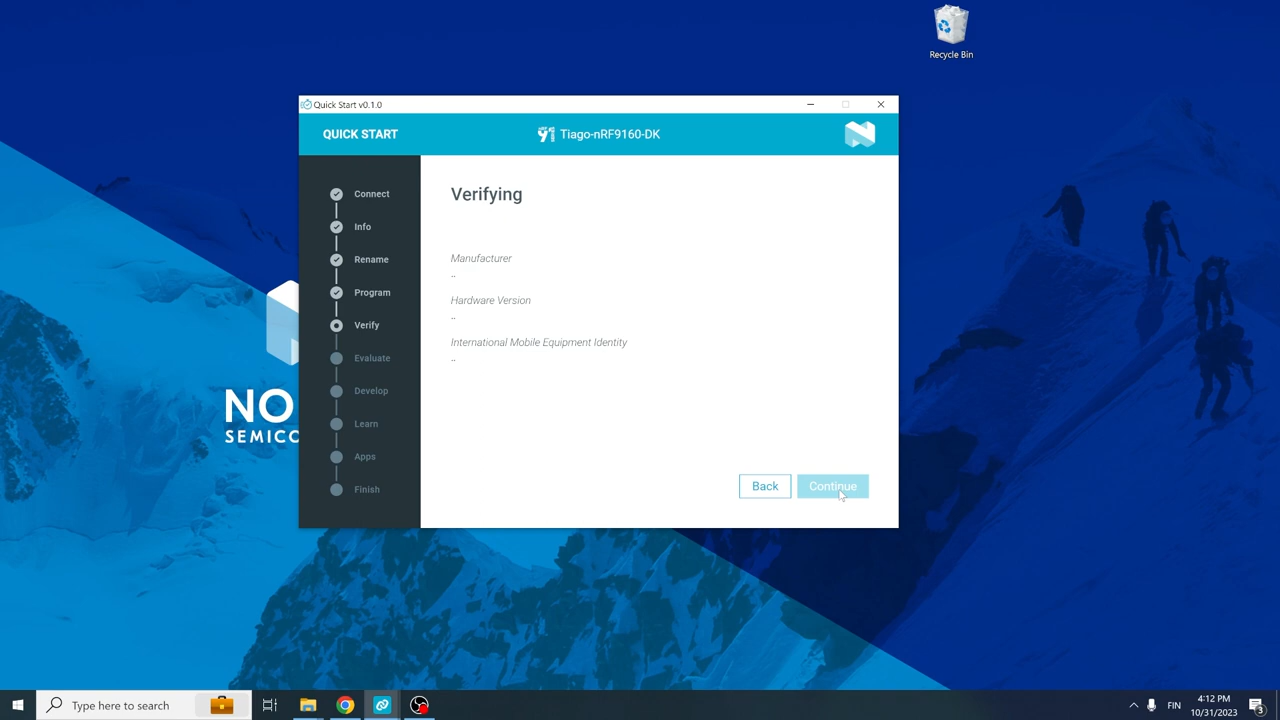 Recycle Bin
Quick Start v0.1.0
QUICK START
Tiago-nRF9160-DK
Connect
Info
Rename
Program
Verify
Evaluate
Develop
Learn
Apps
Finish
Verifying
Manufacturer
..
Hardware Version
..
International Mobile Equipment Identity
..
Back
Continue
NO
SEMICO
Type here to search
FIN
4:12 PM
10/31/2023
3